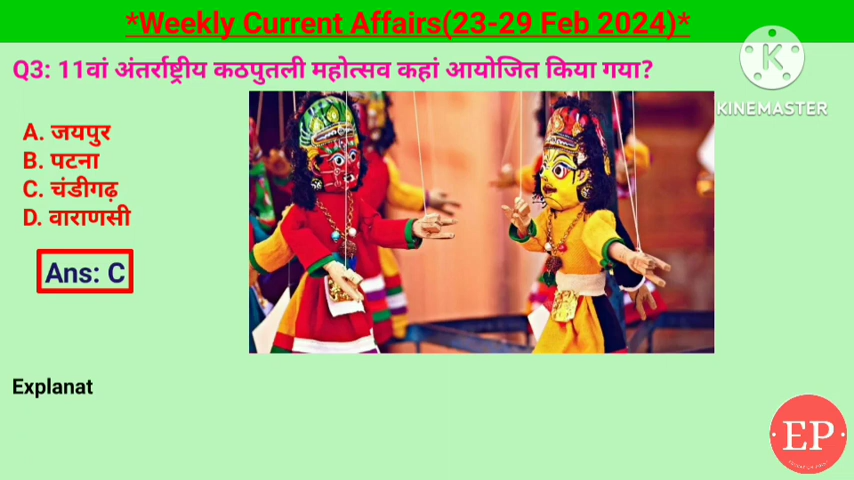 *Weekly Current Affairs(23-29 Feb 2024)*
Q3: 11वां अंतर्राष्ट्रीय कठपुतली महोत्सव कहां आयोजित किया गया?
K
KINEMASTER
A. जयपुर
B. पटना
C. चंडीगढ़
D. वाराणसी
Ans: C
Explanat
EP